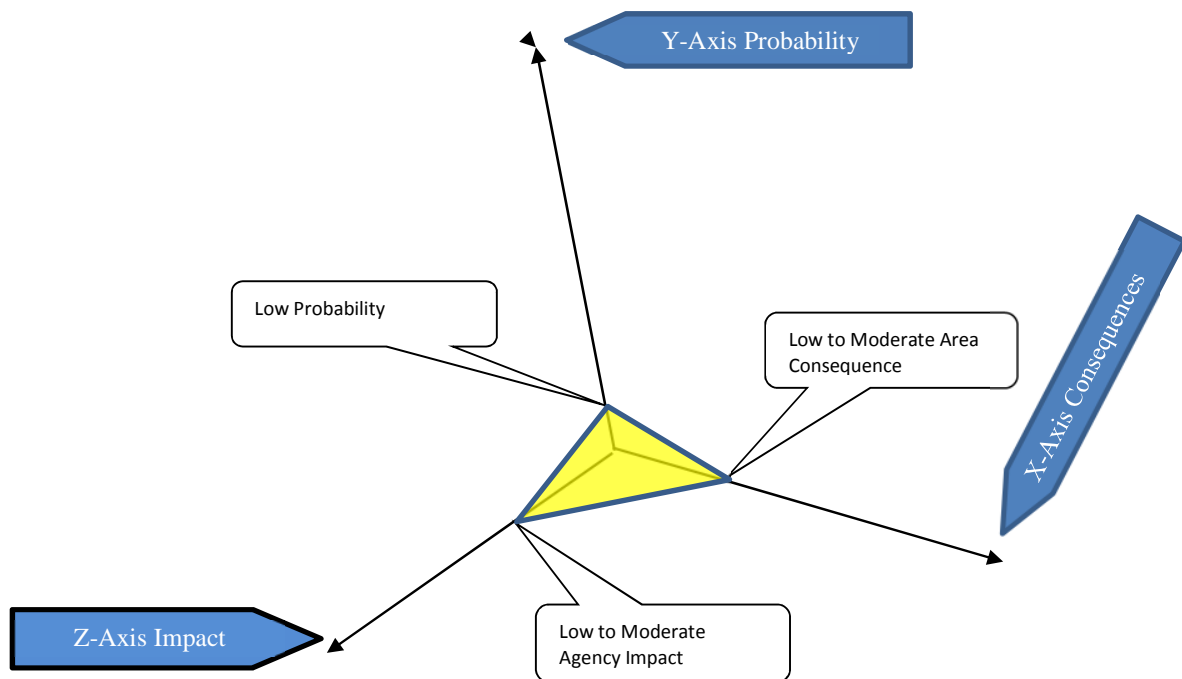 Y-Axis Probability
Low Probability
Low to Moderate Area
Consequence
X-Axis Consequences
Z-Axis Impact
Low to Moderate
Agency Impact